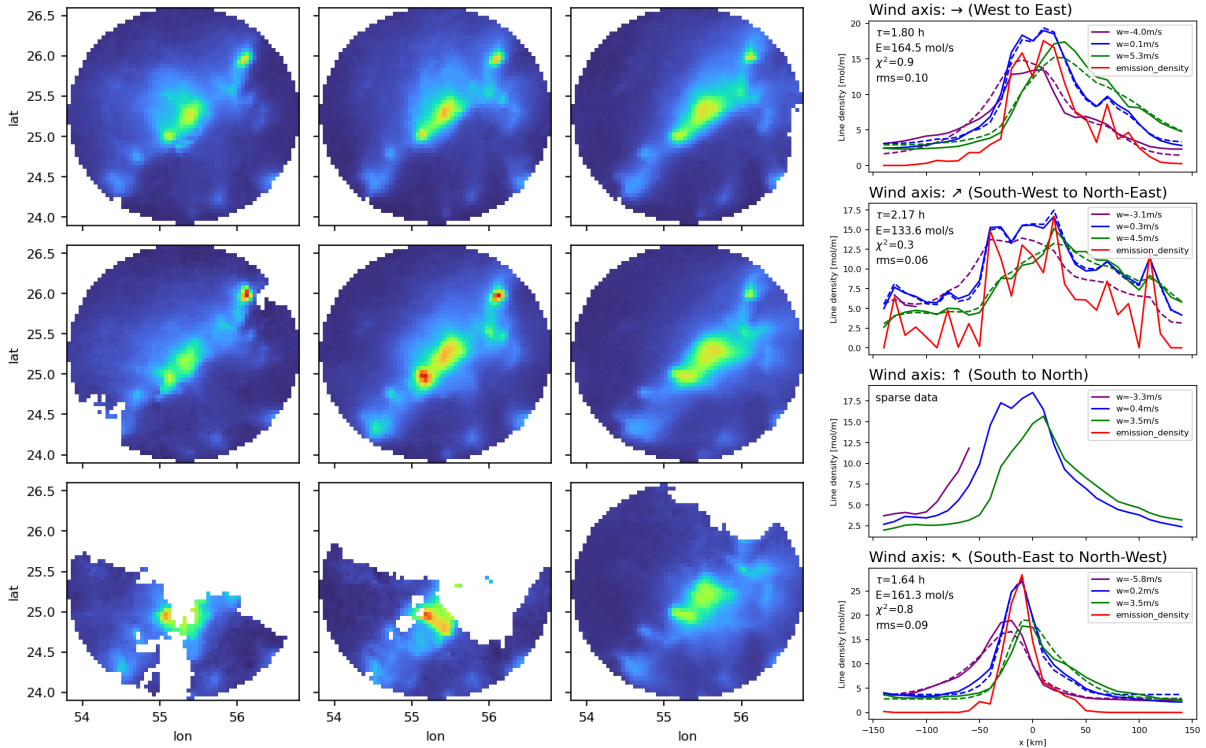 26.5
26.0
25.5
25.0
24.5
24.0
lat
26.5
26.0
25.5
25.0
24.5
24.0
lat
26.5
26.0
25.5
25.0
24.5
24.0
lat
54
55
56
lon
54
55
56
lon
54
55
56
lon
Wind axis: → (West to East)
τ=1.80 h
E=164.5 mol/s
χ²=0.9
rms=0.10
w=-4.0m/s
w=0.1m/s
w=5.3m/s
emission_density
20
15
10
5
0
Line density [mol/m]
Wind axis: ↗ (South-West to North-East)
τ=2.17 h
E=133.6 mol/s
χ²=0.3
rms=0.06
w=-3.1m/s
w=0.3m/s
w=4.5m/s
emission_density
17.5
15.0
12.5
10.0
7.5
5.0
2.5
0.0
Line density [mol/m]
Wind axis: ↑ (South to North)
sparse data
w=-3.3m/s
w=0.4m/s
w=3.5m/s
emission_density
17.5
15.0
12.5
10.0
7.5
5.0
2.5
Line density [mol/m]
Wind axis: ↖ (South-East to North-West)
τ=1.64 h
E=161.3 mol/s
χ²=0.8
rms=0.09
w=-5.8m/s
w=0.2m/s
w=3.5m/s
emission_density
25
20
15
10
5
0
Line density [mol/m]
−150
−100
−50
0
50
100
150
x [km]